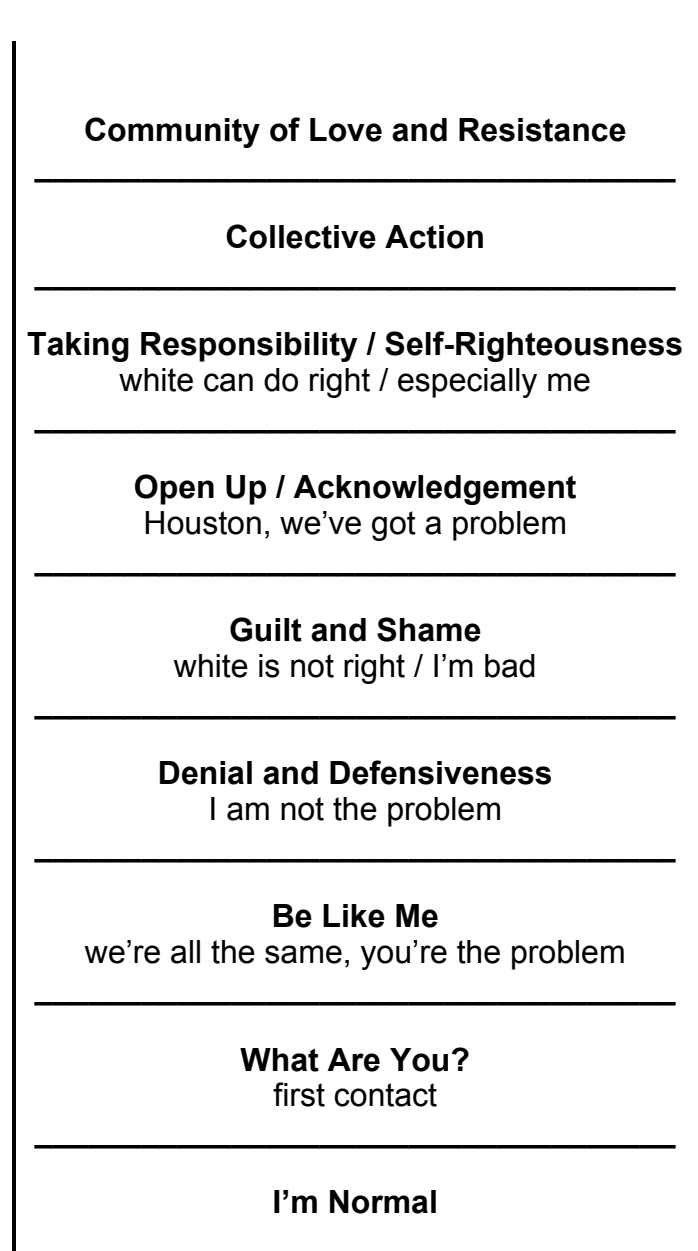 Community of Love and Resistance
Collective Action
Taking Responsibility / Self-Righteousness
white can do right / especially me
Open Up / Acknowledgement
Houston, we’ve got a problem
Guilt and Shame
white is not right / I’m bad
Denial and Defensiveness
I am not the problem
Be Like Me
we’re all the same, you’re the problem
What Are You?
first contact
I’m Normal